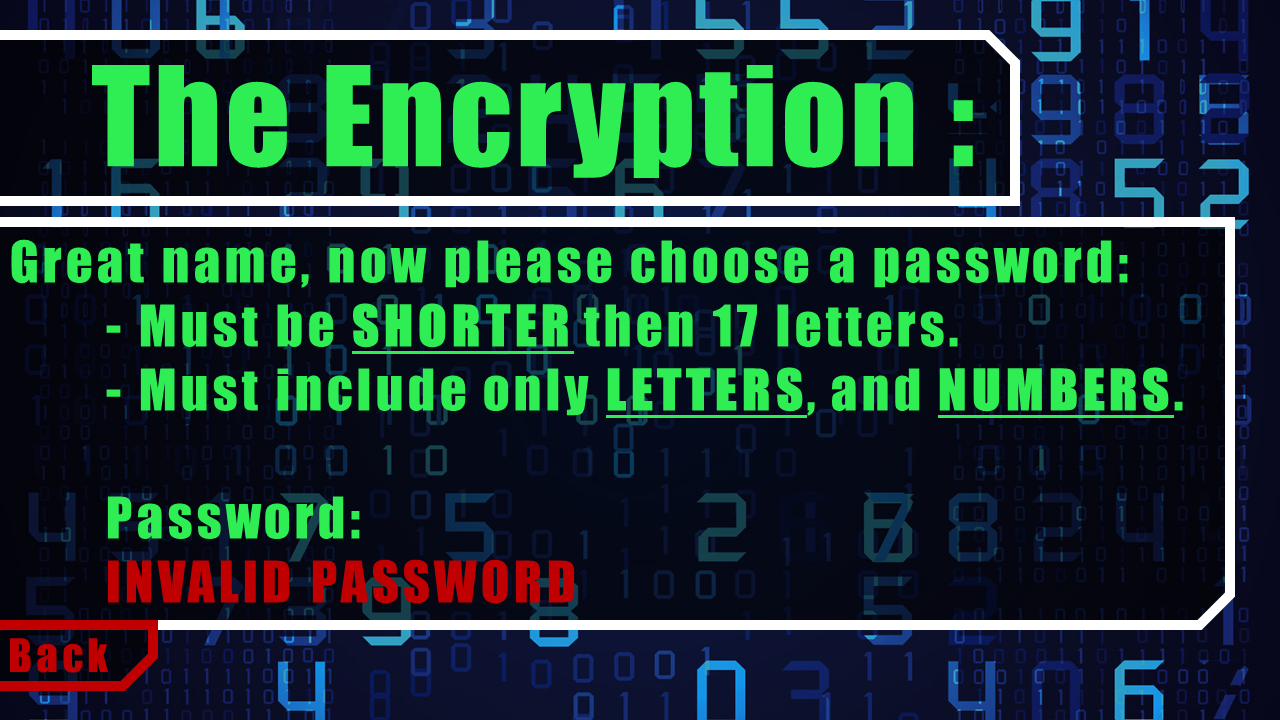 The Encryption :
Great name, now please choose a password:
- Must be SHORTER then 17 letters.
- Must include only LETTERS, and NUMBERS.
Password:
INVALID PASSWORD
Back